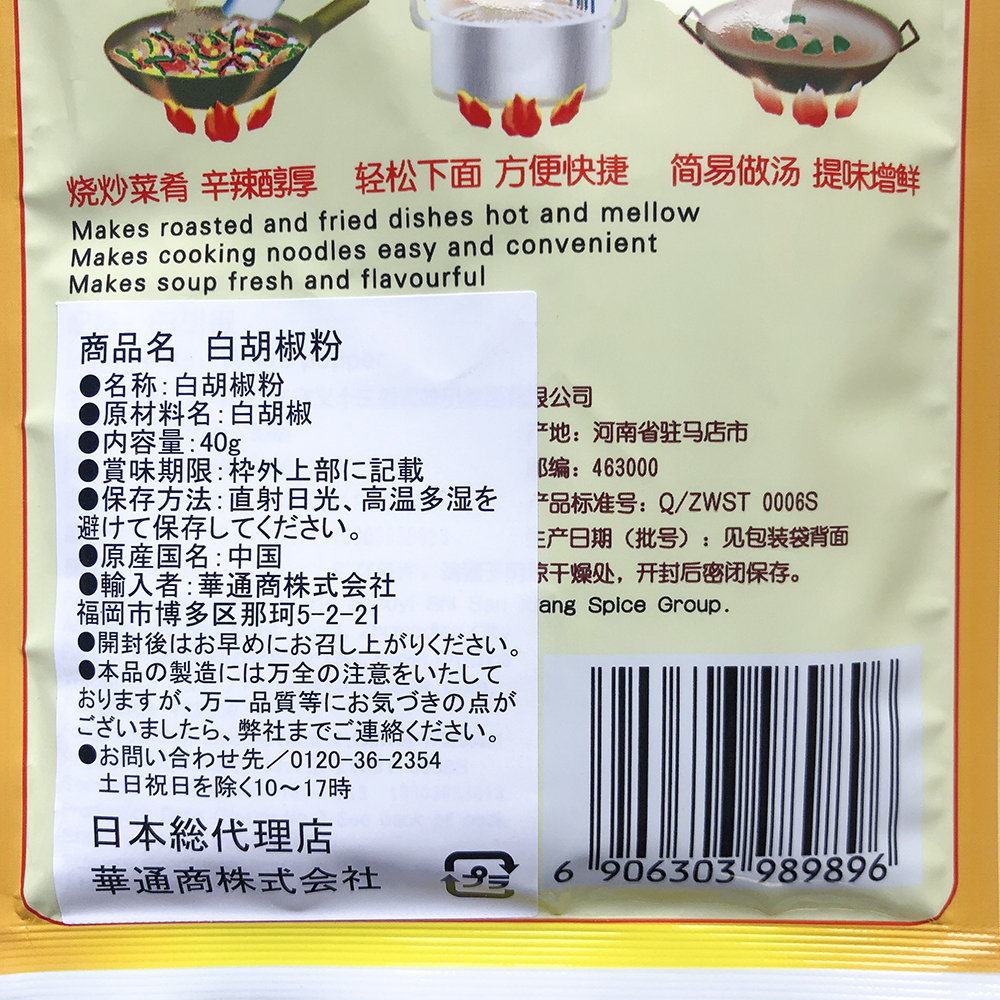 烧炒菜肴 辛辣醇厚 轻松下面 方便快捷 简易做汤 提味增鲜
Makes roasted and fried dishes hot and mellow
Makes cooking noodles easy and convenient
Makes soup fresh and flavourful
商品名 白胡椒粉
●名称:白胡椒粉
●原材料名:白胡椒
●内容量:40g
●賞味期限:枠外上部に記載
●保存方法:直射日光、高温多湿を
避けて保存してください。
●原産国名:中国
●輸入者:華通商株式会社
福岡市博多区那珂5-2-21
●開封後はお早めにお召し上がりください。
●本品の製造には万全の注意をいたして
おりますが、万一品質等にお気づきの点が
ございましたら、弊社までご連絡ください。
●お問い合わせ先/0120-36-2354
土日祝日を除く10～17時
日本総代理店
華通商株式会社
プラ
限公司
产地: 河南省驻马店市
邮编: 463000
产品标准号: Q/ZWST 0006S
生产日期 (批号) : 见包装袋背面
凉干燥处, 开封后密闭保存。
ang Spice Group.
6 906303 989896